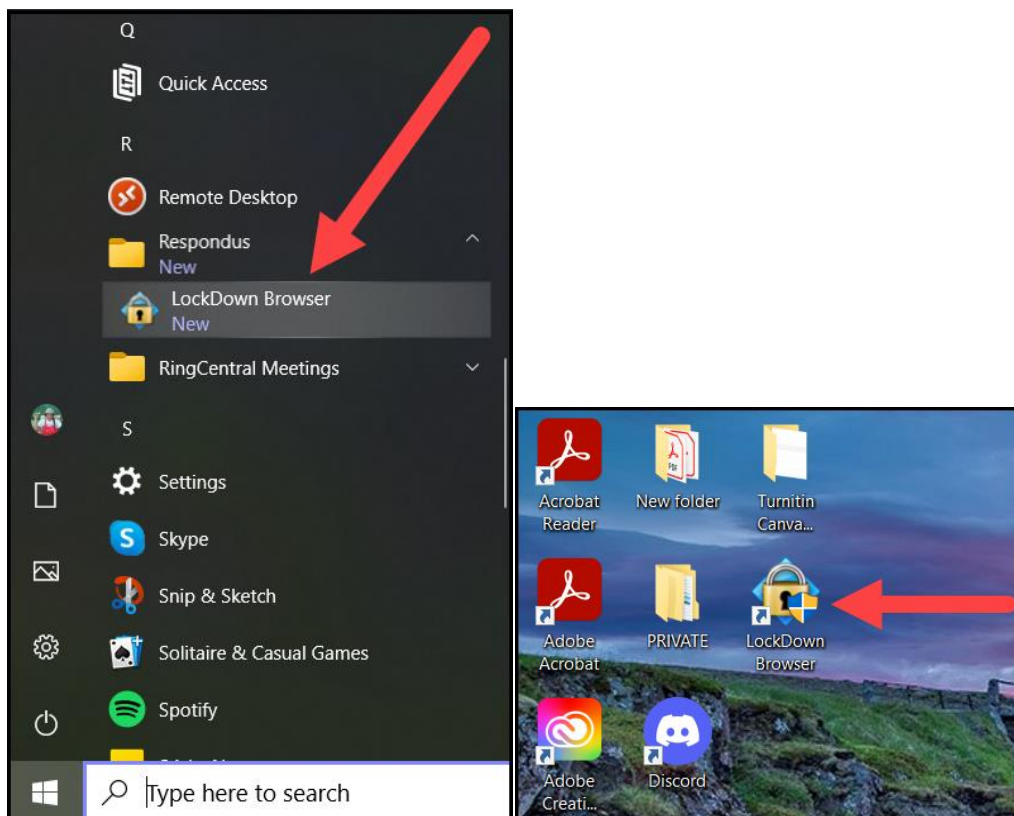 Q
Quick Access
R
Remote Desktop
Respondus
New
LockDown Browser
New
RingCentral Meetings
S
Settings
Skype
Snip & Sketch
Solitaire & Casual Games
Spotify
Type here to search
Acrobat
Reader
New folder
Turnitin
Canva...
Adobe
Acrobat
PRIVATE
LockDown
Browser
Adobe
Creati...
Discord